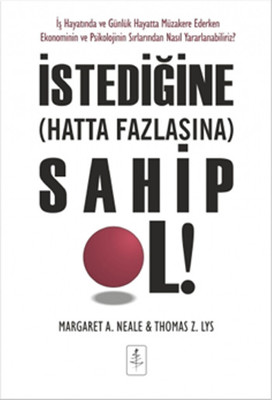 İş Hayatında ve Günlük Hayatta Müzakere Ederken
Ekonominin ve Psikolojinin Sırlarından Nasıl Yararlanabiliriz?
İSTEDİĞİNE
(HATTA FAZLASINA)
SAHİP
OL!
MARGARET A. NEALE & THOMAS Z. LYS